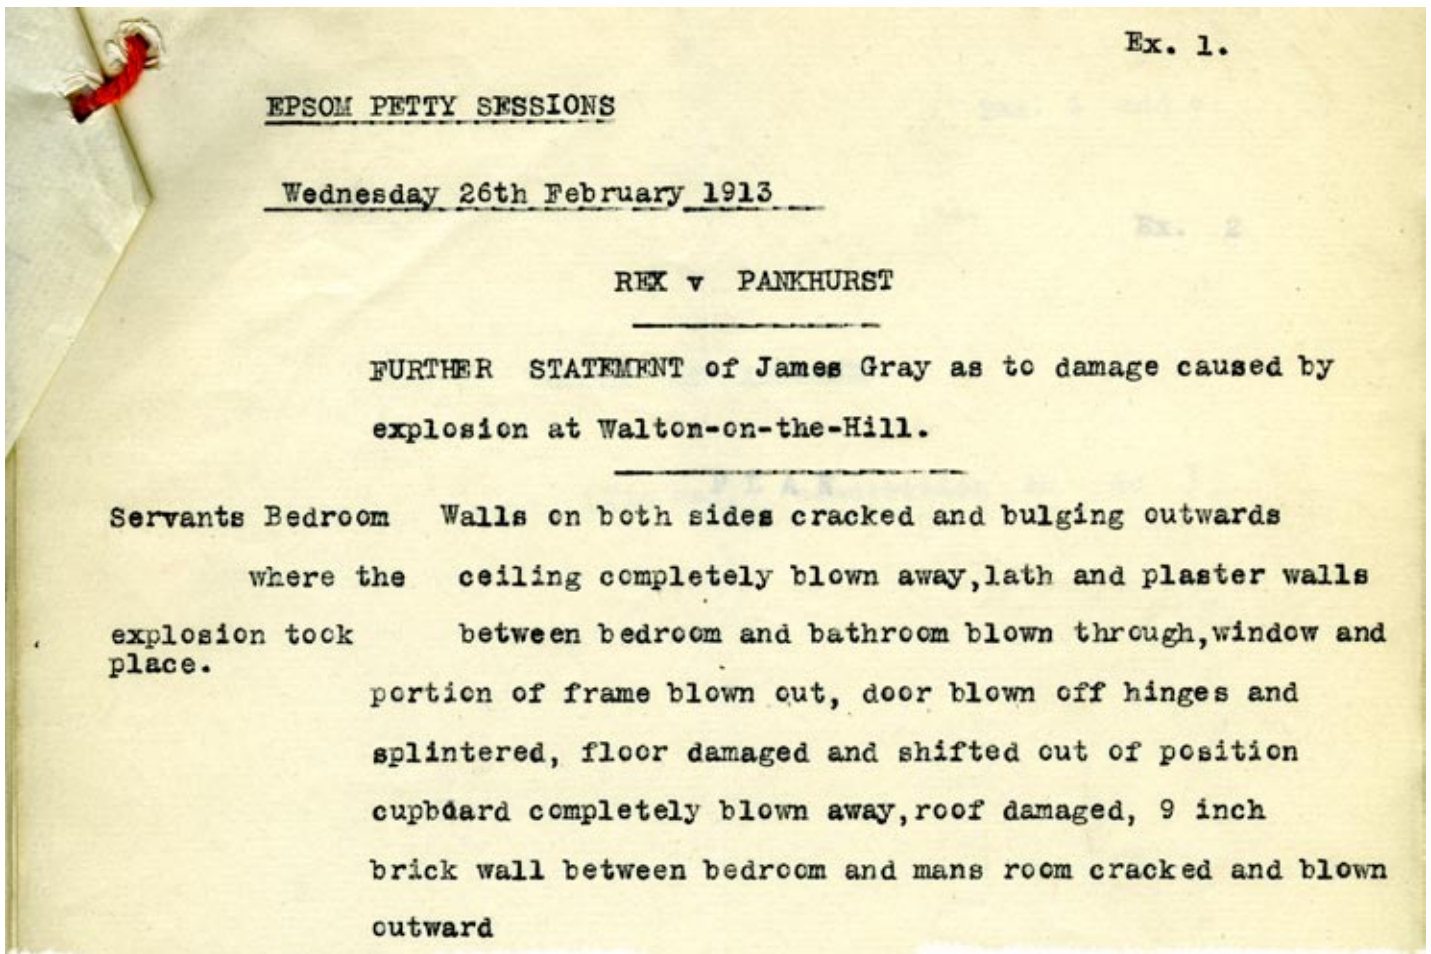 Ex. 1.
EPSOM PETTY SESSIONS
Wednesday 26th February 1913
REX v PANKHURST
FURTHER STATEMENT of James Gray as to damage caused by
explosion at Walton-on-the-Hill.
Servants Bedroom Walls on both sides cracked and bulging outwards
where the ceiling completely blown away,lath and plaster walls
explosion took between bedroom and bathroom blown through,window and
place.
portion of frame blown out, door blown off hinges and
splintered, floor damaged and shifted out of position
cupboard completely blown away,roof damaged, 9 inch
brick wall between bedroom and mans room cracked and blown
outward
Ex. 2